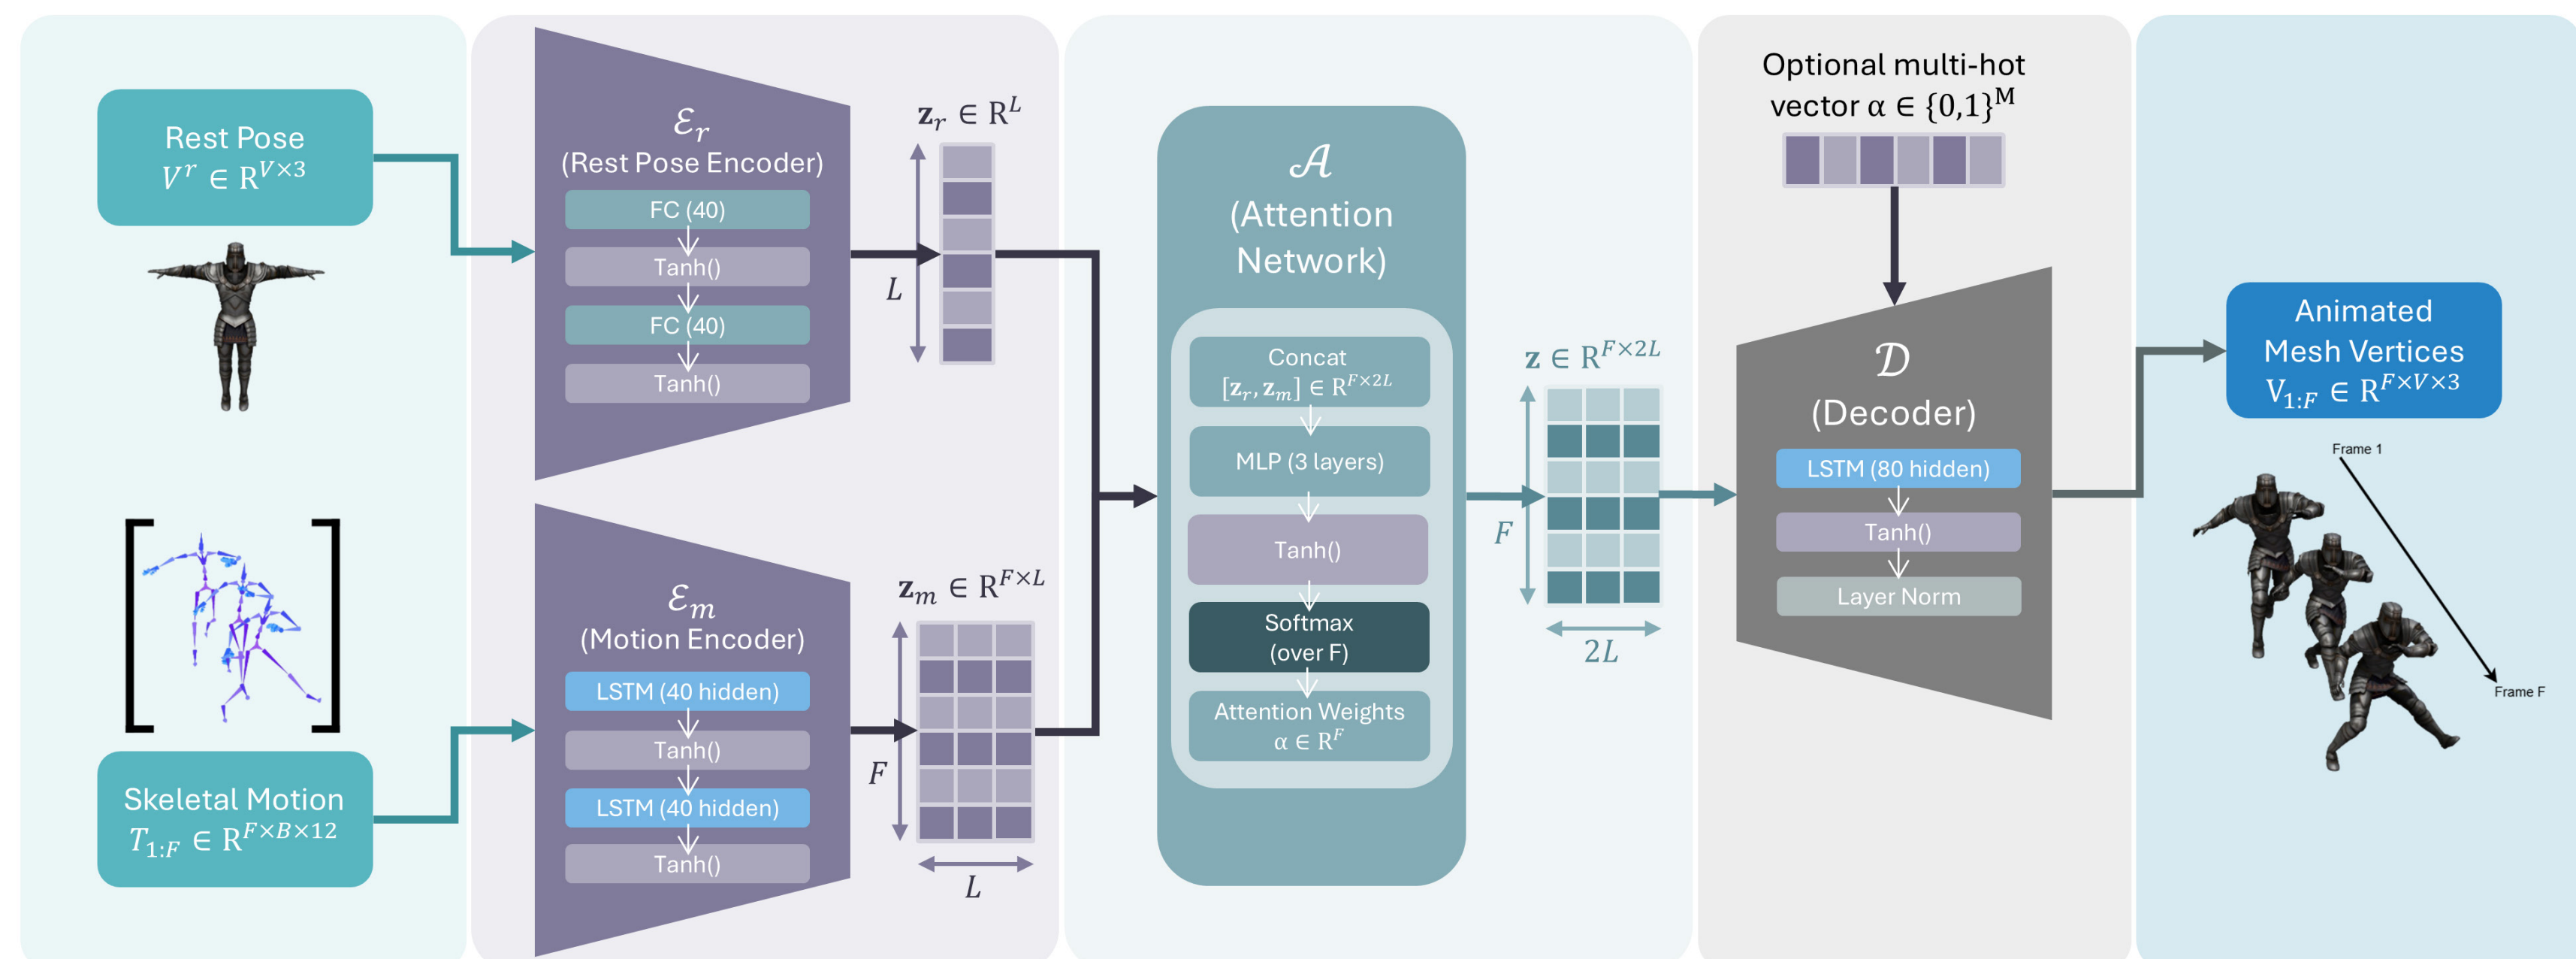 Rest Pose
Vʳ ∈ R^{V×3}
Skeletal Motion
T_{1:F} ∈ R^{F×B×12}
ℰ_r
(Rest Pose Encoder)
FC (40)
Tanh()
FC (40)
Tanh()
𝐳_r ∈ R^L
L
ℰ_m
(Motion Encoder)
LSTM (40 hidden)
Tanh()
LSTM (40 hidden)
Tanh()
𝐳_m ∈ R^{F×L}
F
L
𝒜
(Attention
Network)
Concat
[𝐳_r, 𝐳_m] ∈ R^{F×2L}
MLP (3 layers)
Tanh()
Softmax
(over F)
Attention Weights
α ∈ R^F
𝐳 ∈ R^{F×2L}
F
2L
Optional multi-hot
vector α ∈ {0,1}^M
𝒟
(Decoder)
LSTM (80 hidden)
Tanh()
Layer Norm
Animated
Mesh Vertices
V_{1:F} ∈ R^{F×V×3}
Frame 1
Frame F